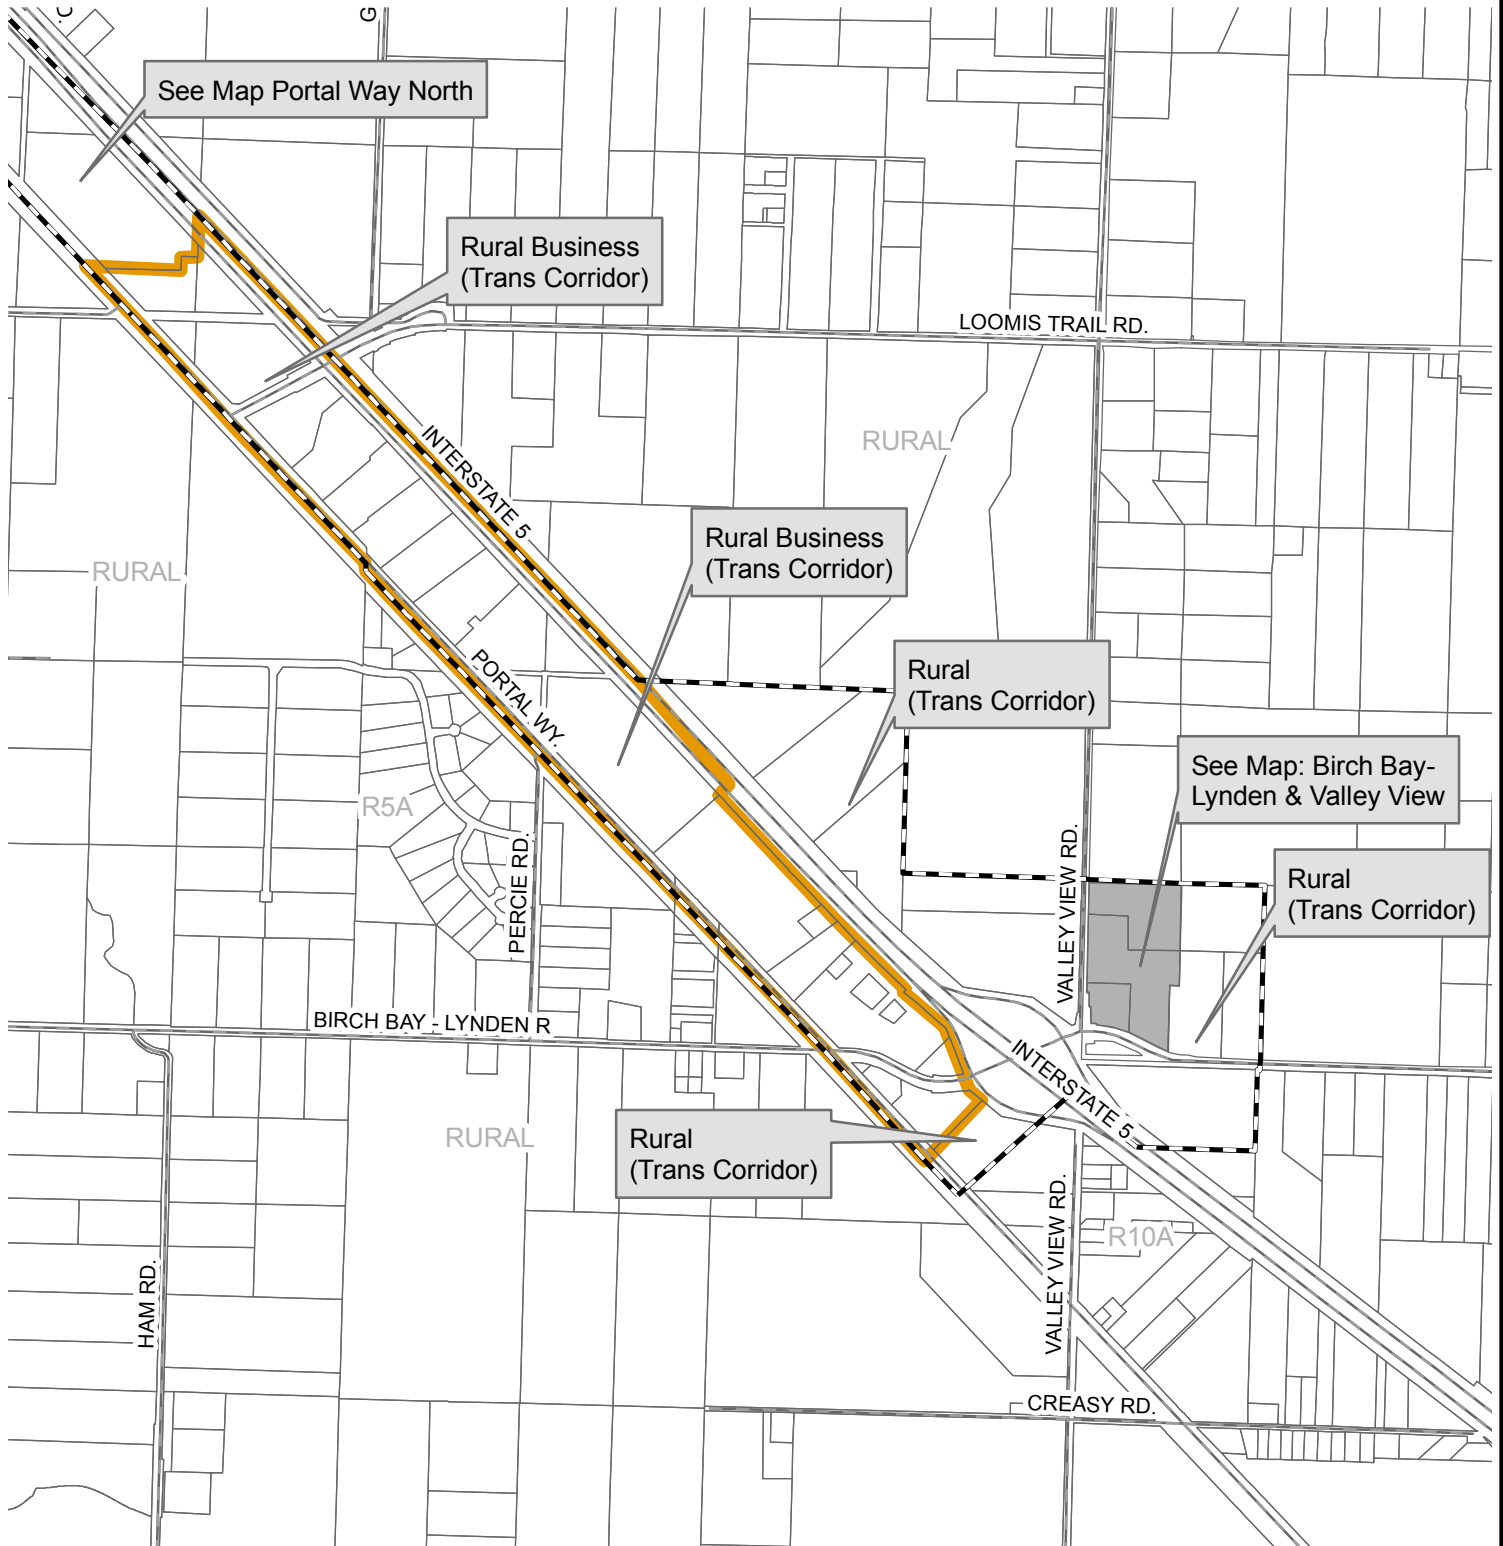 See Map Portal Way North
Rural Business
(Trans Corridor)
LOOMIS TRAIL RD.
RURAL
INTERSTATE 5
Rural Business
(Trans Corridor)
RURAL
Rural
(Trans Corridor)
PORTAL WY.
See Map: Birch Bay-
Lynden & Valley View
R5A
PERCIE RD.
VALLEY VIEW RD.
Rural
(Trans Corridor)
BIRCH BAY - LYNDEN R
INTERSTATE 5
RURAL
Rural
(Trans Corridor)
VALLEY VIEW RD.
R10A
HAM RD.
CREASY RD.